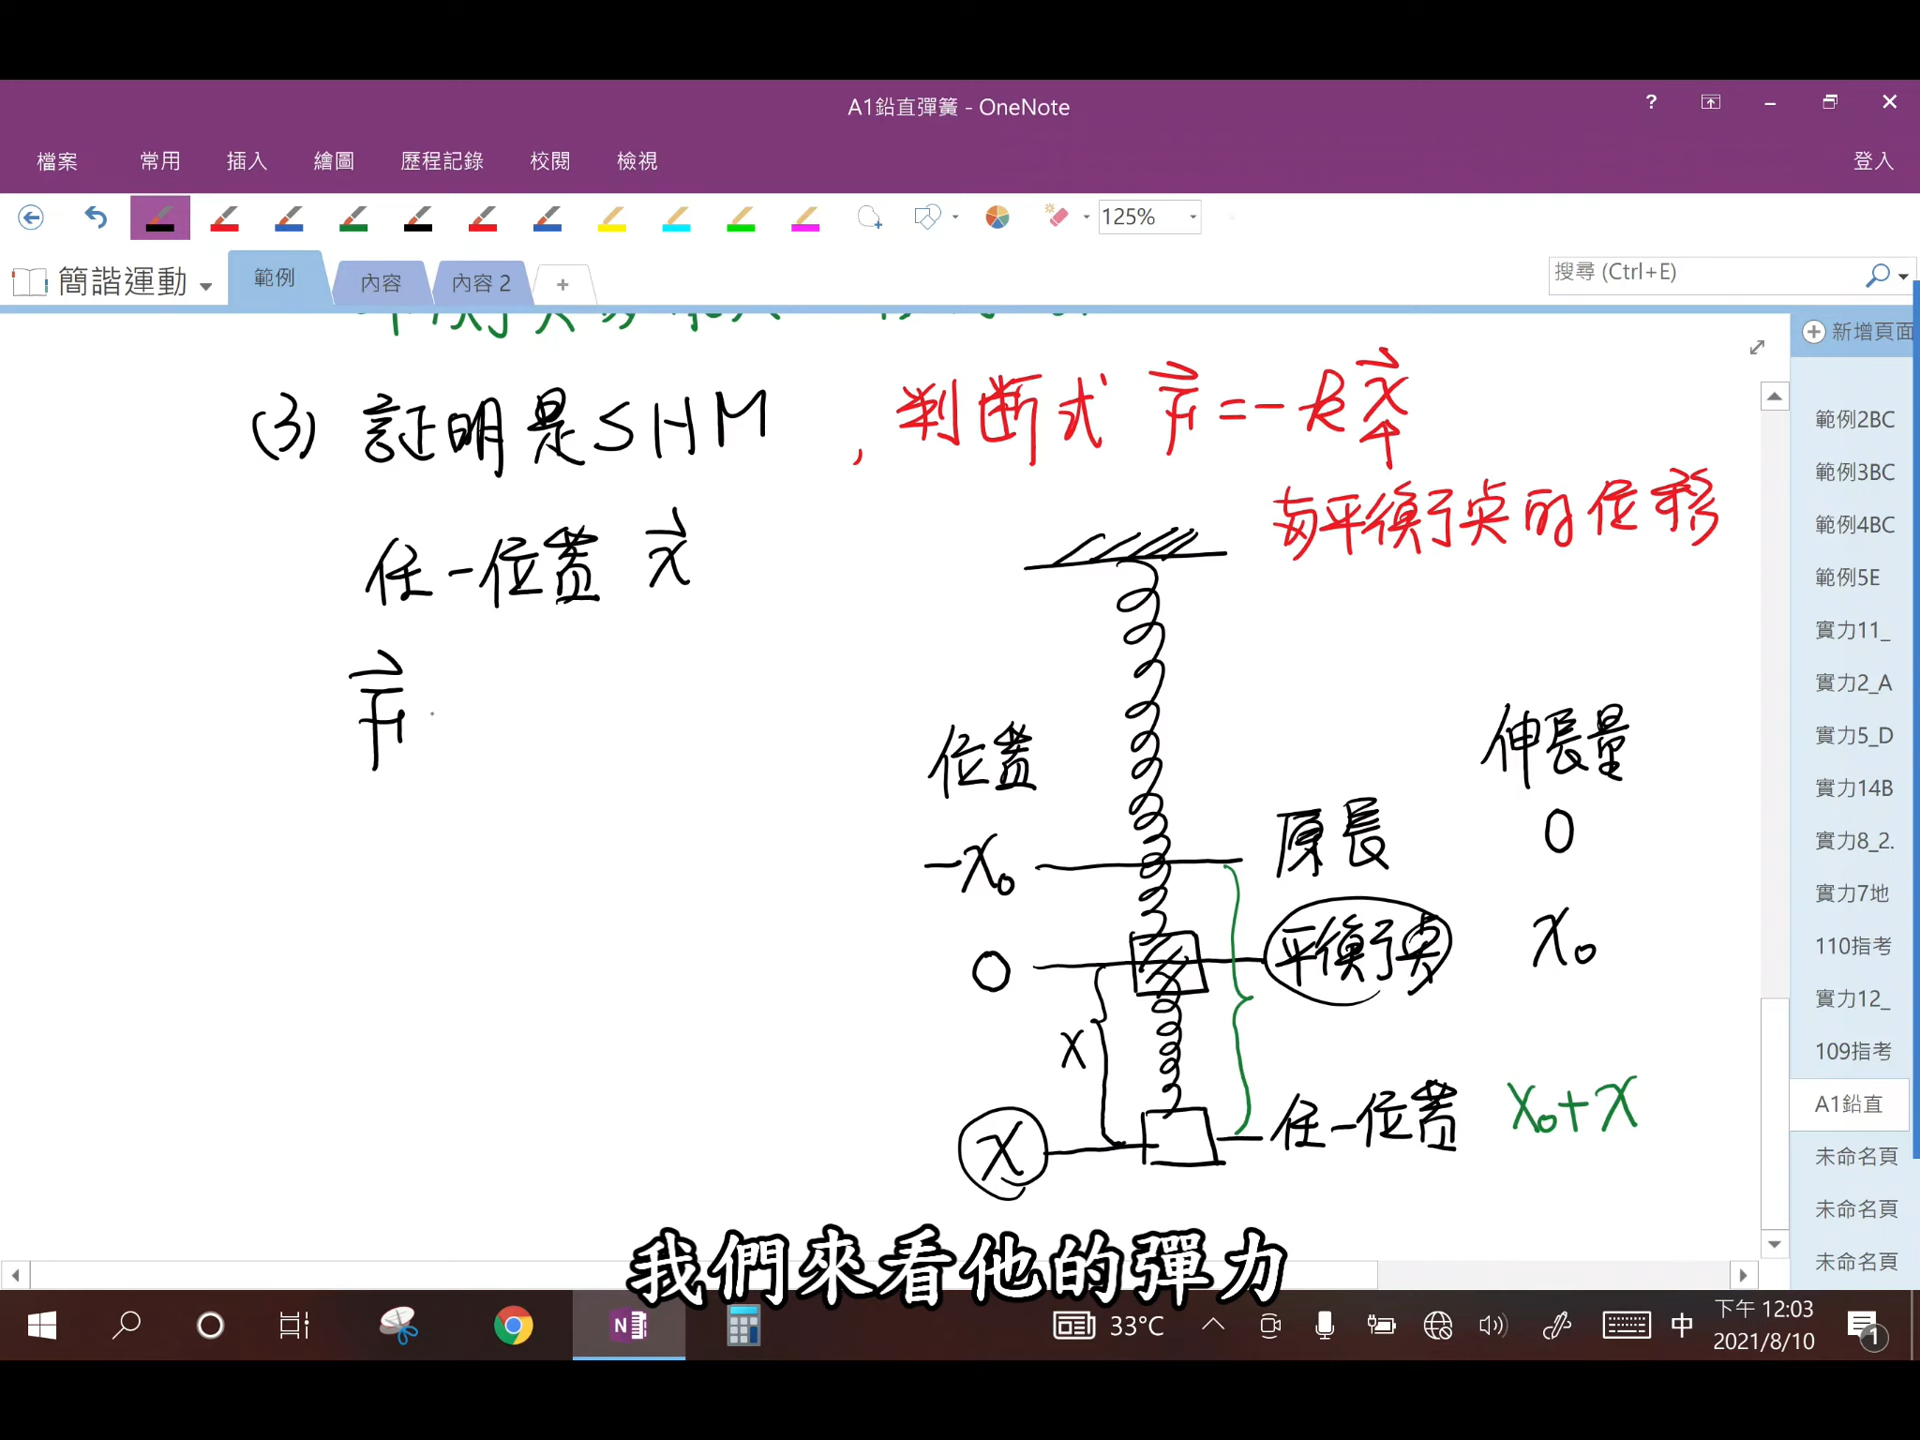 A1鉛直彈簧 - OneNote
?
檔案 常用 插入 繪圖 歷程記錄 校閱 檢視 登入
125%
簡諧運動 範例 內容 內容 2 +
搜尋 (Ctrl+E)
新增頁面
(3) 証明是SHM , 判断式 F = -kx
与平衡点的位移
任一位置 x
F
位置 伸長量
-x₀ 原長 0
0 平衡点 x₀
x
x 任一位置 x₀+x
範例2BC
範例3BC
範例4BC
範例5E
實力11_
實力2_A
實力5_D
實力14B
實力8_2.
實力7地
110指考
實力12_
109指考
A1鉛直
未命名頁
未命名頁
未命名頁
我們來看他的彈力
33°C
中
下午 12:03
2021/8/10
1